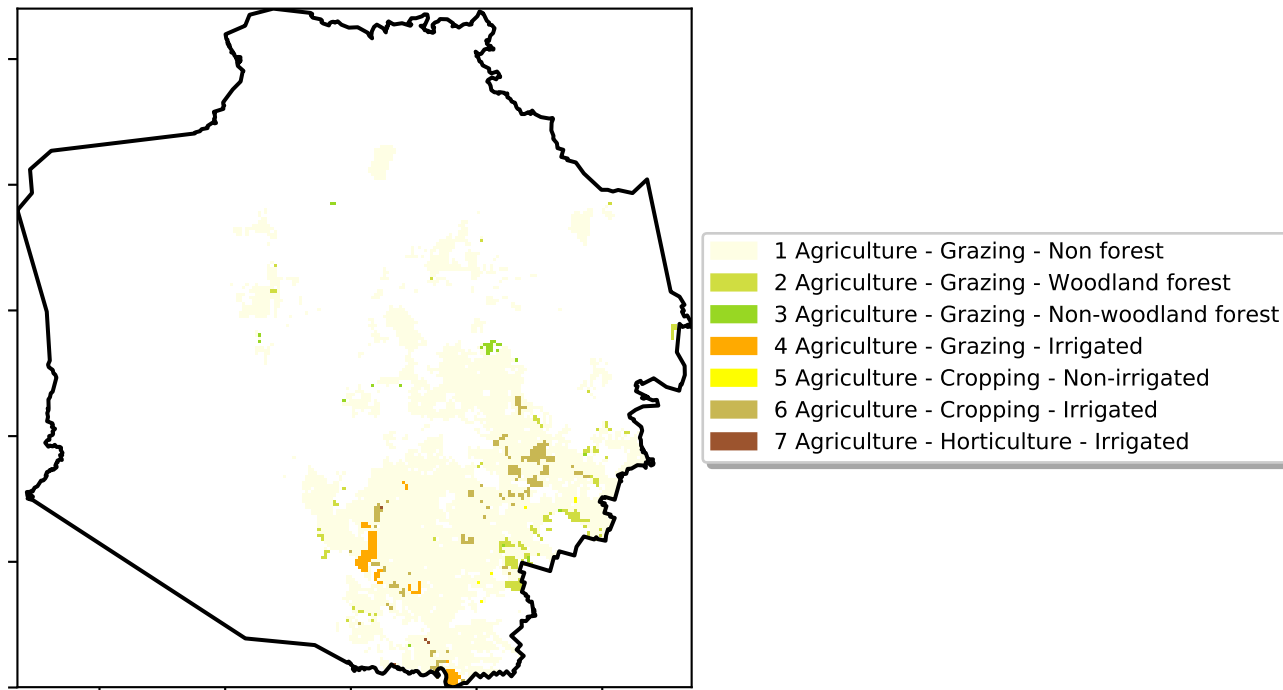 1 Agriculture - Grazing - Non forest
2 Agriculture - Grazing - Woodland forest
3 Agriculture - Grazing - Non-woodland forest
4 Agriculture - Grazing - Irrigated
5 Agriculture - Cropping - Non-irrigated
6 Agriculture - Cropping - Irrigated
7 Agriculture - Horticulture - Irrigated